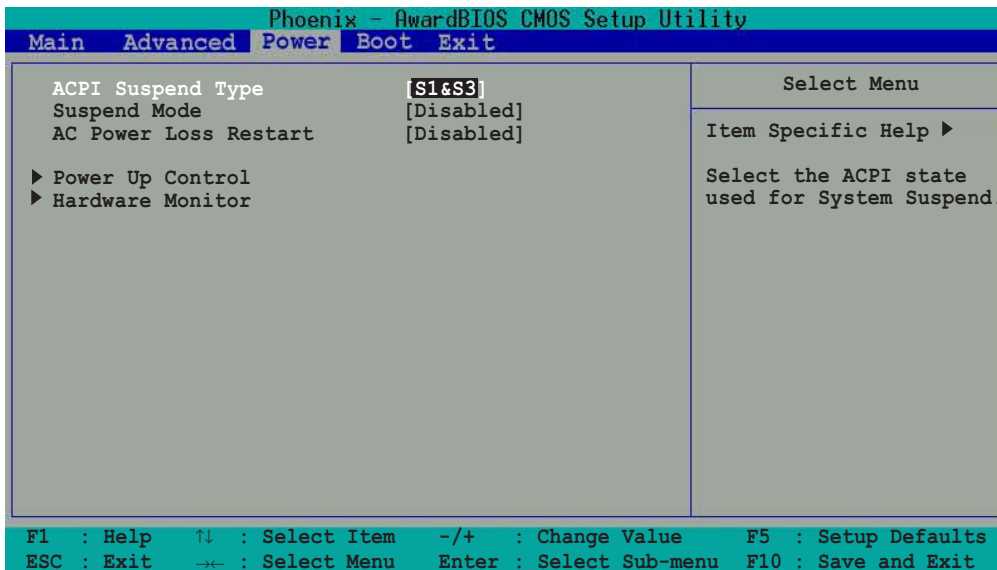 Phoenix - AwardBIOS CMOS Setup Utility
Main Advanced Power Boot Exit
ACPI Suspend Type [S1&S3]
Suspend Mode [Disabled]
AC Power Loss Restart [Disabled]
▶ Power Up Control
▶ Hardware Monitor
Select Menu
Item Specific Help ▶
Select the ACPI state
used for System Suspend.
F1 : Help ↑↓ : Select Item -/+ : Change Value F5 : Setup Defaults
ESC : Exit →← : Select Menu Enter : Select Sub-menu F10 : Save and Exit